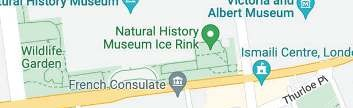 tural History Museum
Victoria and
Albert Museum
Natural History
Museum Ice Rink
Wildlife
Garden
Ismaili Centre, Londo
French Consulate
Thurloe Pl